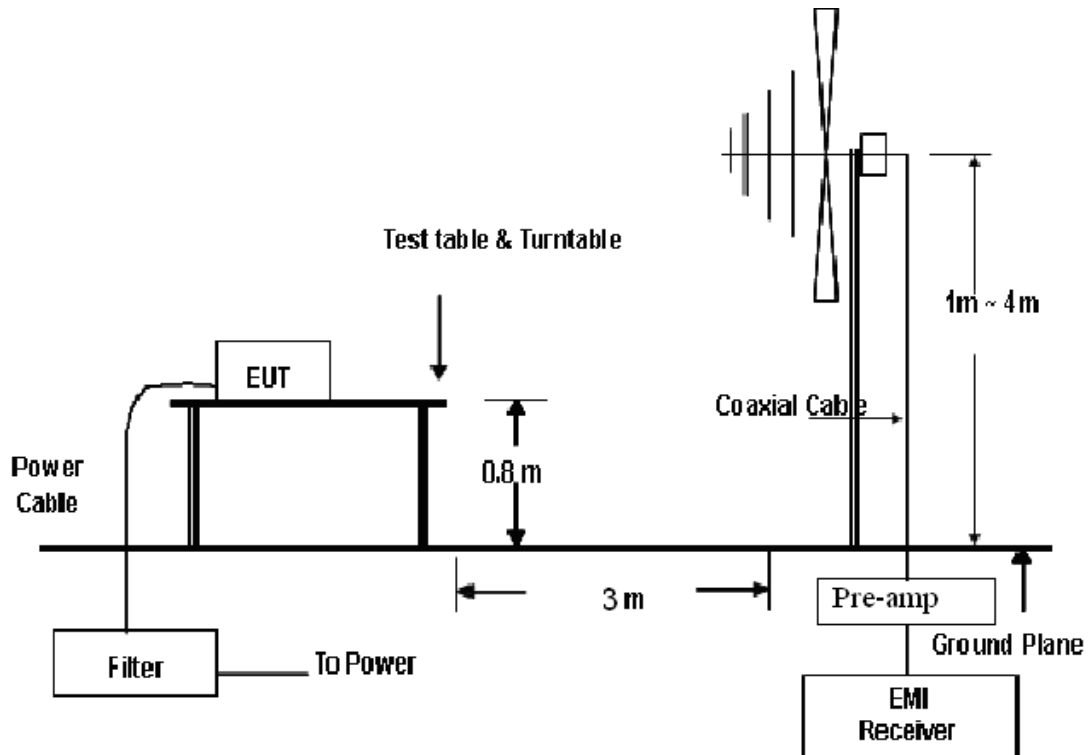 Test table & Turntable
EUT
1m ~ 4m
Coaxial Cable
0.8 m
Power
Cable
3 m
Pre-amp
Ground Plane
Filter
To Power
EMI
Receiver